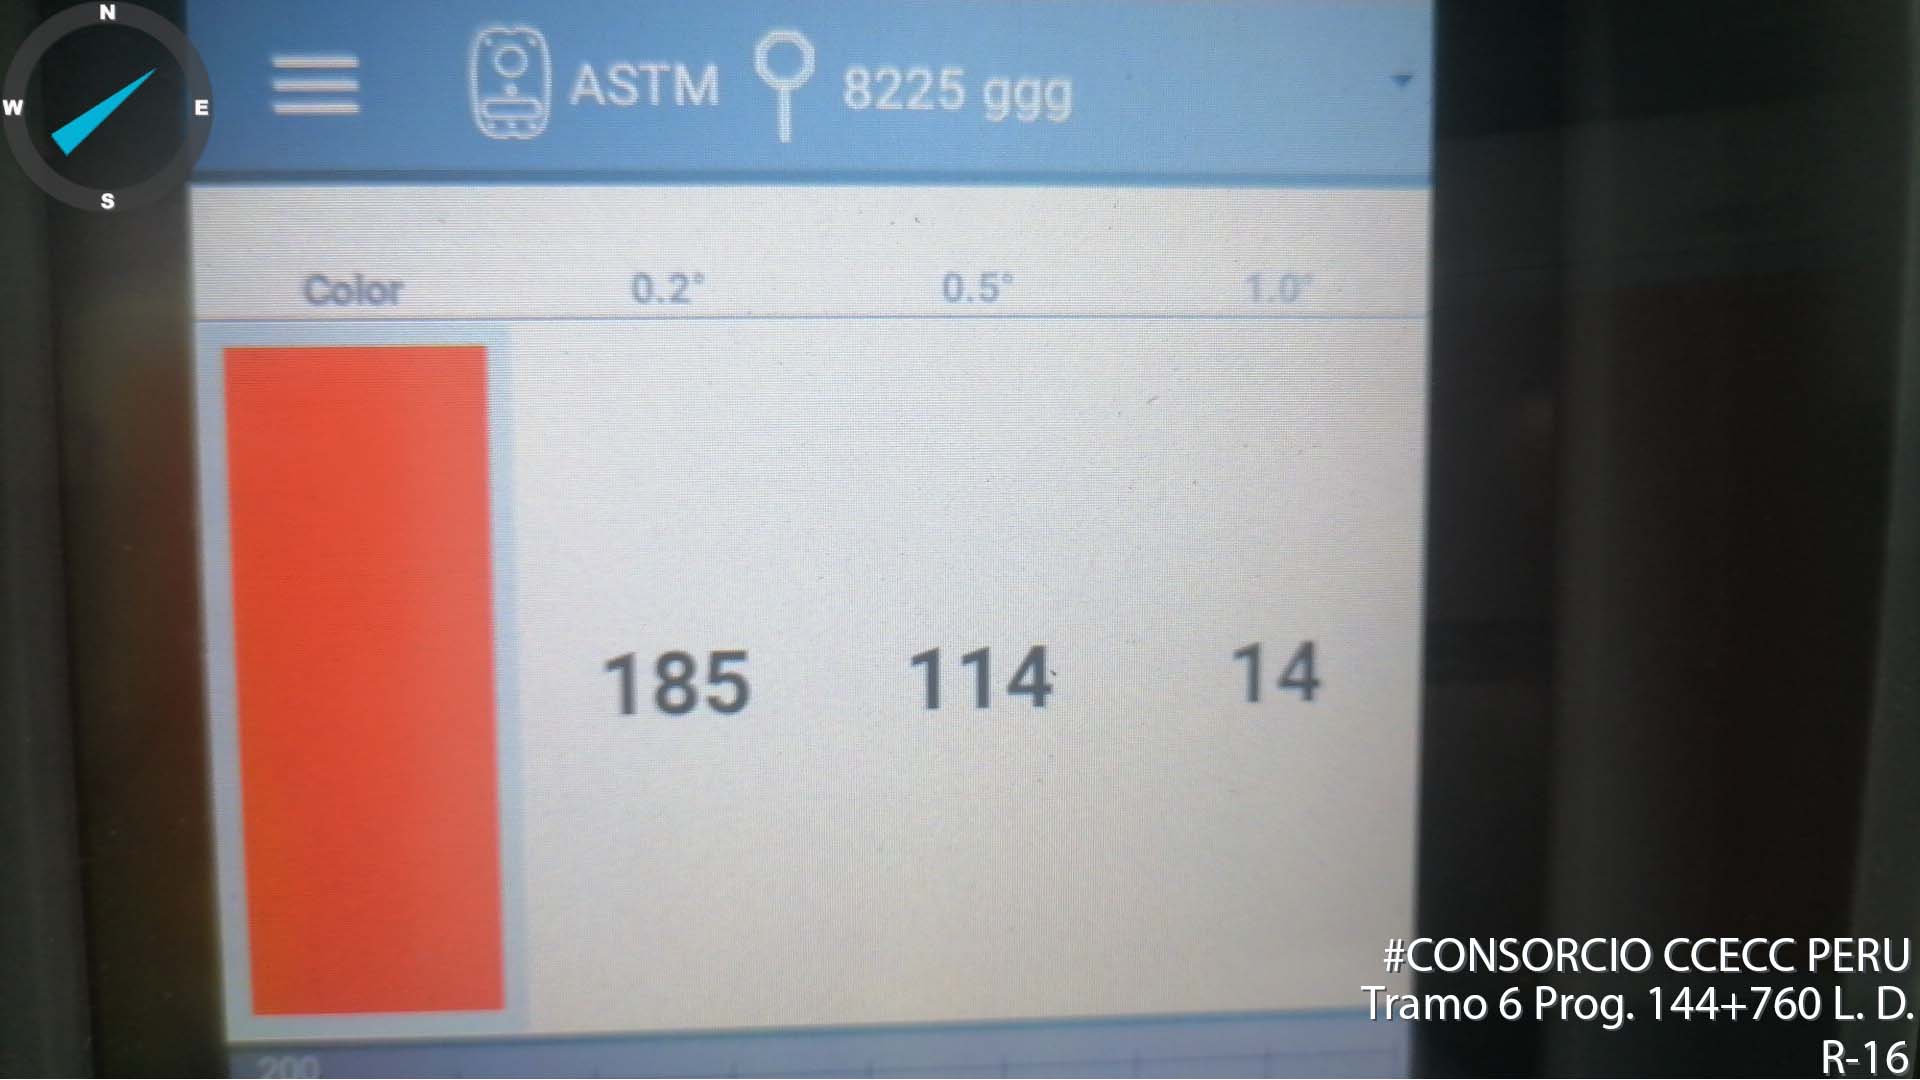 N
W E
S
ASTM 8225 ggg
Color 0.2° 0.5° 1.0°
185 114 14
200
#CONSORCIO CCECC PERU
Tramo 6 Prog. 144+760 L. D.
R-16